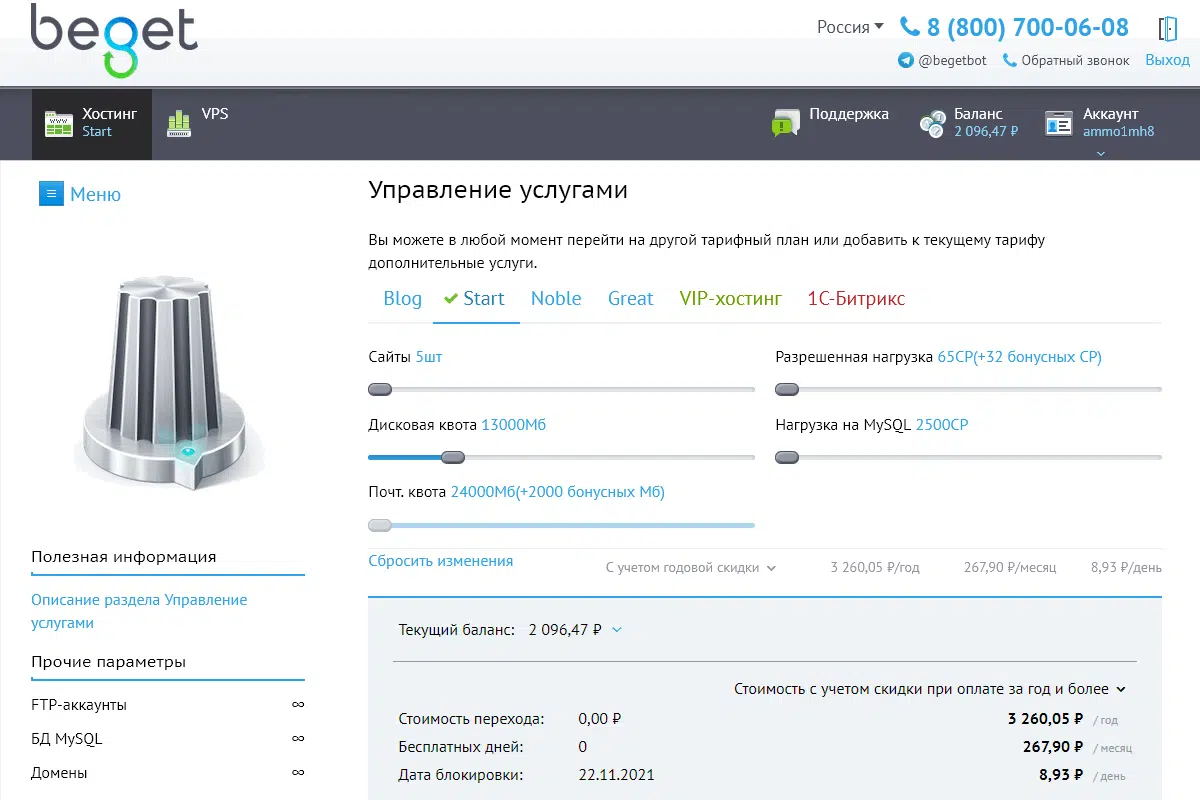 beget
Россия 8 (800) 700-06-08
@begetbot Обратный звонок Выход
Хостинг
Start
VPS
Поддержка
Баланс
2 096,47 ₽
Аккаунт
ammo1mh8
Меню
Управление услугами
Вы можете в любой момент перейти на другой тарифный план или добавить к текущему тарифу
дополнительные услуги.
Blog Start Noble Great VIP-хостинг 1С-Битрикс
Сайты 5шт
Разрешенная нагрузка 65CP(+32 бонусных CP)
Дисковая квота 13000Мб
Нагрузка на MySQL 2500CP
Почт. квота 24000Мб(+2000 бонусных Мб)
Сбросить изменения
С учетом годовой скидки 3 260,05 ₽/год 267,90 ₽/месяц 8,93 ₽/день
Текущий баланс: 2 096,47 ₽
Стоимость с учетом скидки при оплате за год и более
Стоимость перехода: 0,00 ₽
3 260,05 ₽ / год
Бесплатных дней: 0
267,90 ₽ / месяц
Дата блокировки: 22.11.2021
8,93 ₽ / день
Полезная информация
Описание раздела Управление
услугами
Прочие параметры
FTP-аккаунты ∞
БД MySQL ∞
Домены ∞